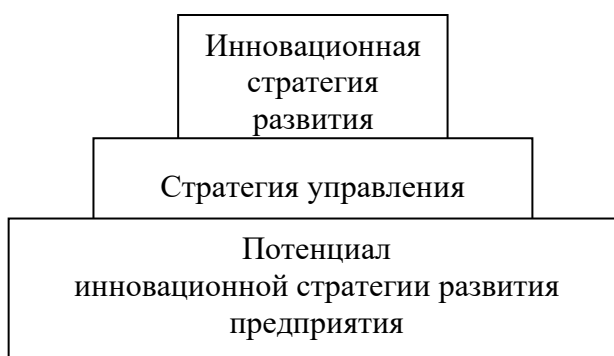 Инновационная
стратегия
развития
Стратегия управления
Потенциал
инновационной стратегии развития
предприятия